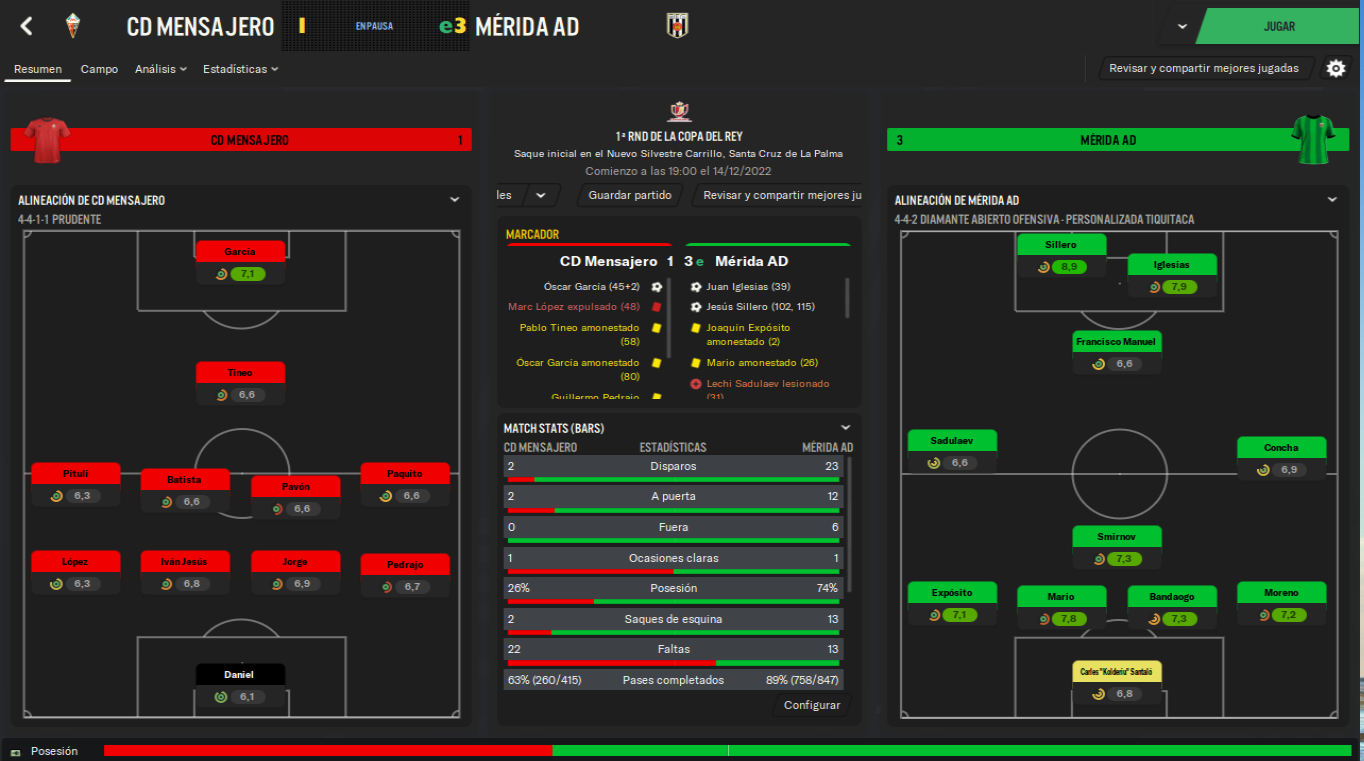 CD MENSAJERO
1
EN PAUSA
e3
MÉRIDA AD
JUGAR
Resumen
Campo
Análisis
Estadísticas
Revisar y compartir mejores jugadas
CD MENSAJERO
1
ALINEACIÓN DE CD MENSAJERO
4-4-1-1 PRUDENTE
García
7,1
Tineo
6,6
Pituli
6,3
Batista
6,6
Pavón
6,6
Paquito
6,6
López
6,3
Iván Jesús
6,8
Jorge
6,9
Pedrajo
6,7
Daniel
6,1
1ª RND DE LA COPA DEL REY
Saque inicial en el Nuevo Silvestre Carrillo, Santa Cruz de La Palma
Comienzo a las 19:00 el 14/12/2022
les
Guardar partido
Revisar y compartir mejores ju
MARCADOR
CD Mensajero 1 3 e Mérida AD
Óscar García (45+2)
Marc López expulsado (48)
Pablo Tineo amonestado
(58)
Óscar García amonestado
(80)
Guillermo Pedrajo
Juan Iglesias (39)
Jesús Sillero (102, 115)
Joaquín Expósito
amonestado (2)
Mario amonestado (26)
Lechi Sadulaev lesionado
(31)
MATCH STATS (BARS)
CD MENSAJERO ESTADÍSTICAS MÉRIDA AD
2 Disparos 23
2 A puerta 12
0 Fuera 6
1 Ocasiones claras 1
26% Posesión 74%
2 Saques de esquina 13
22 Faltas 13
63% (260/415) Pases completados 89% (758/847)
Configurar
3
MÉRIDA AD
ALINEACIÓN DE MÉRIDA AD
4-4-2 DIAMANTE ABIERTO OFENSIVA - PERSONALIZADA TIQUITACA
Sillero
8,9
Iglesias
7,9
Francisco Manuel
6,6
Sadulaev
6,6
Concha
6,9
Smirnov
7,3
Expósito
7,1
Mario
7,8
Bandaogo
7,3
Moreno
7,2
Carles "Kolderiu" Santaló
6,8
Posesión